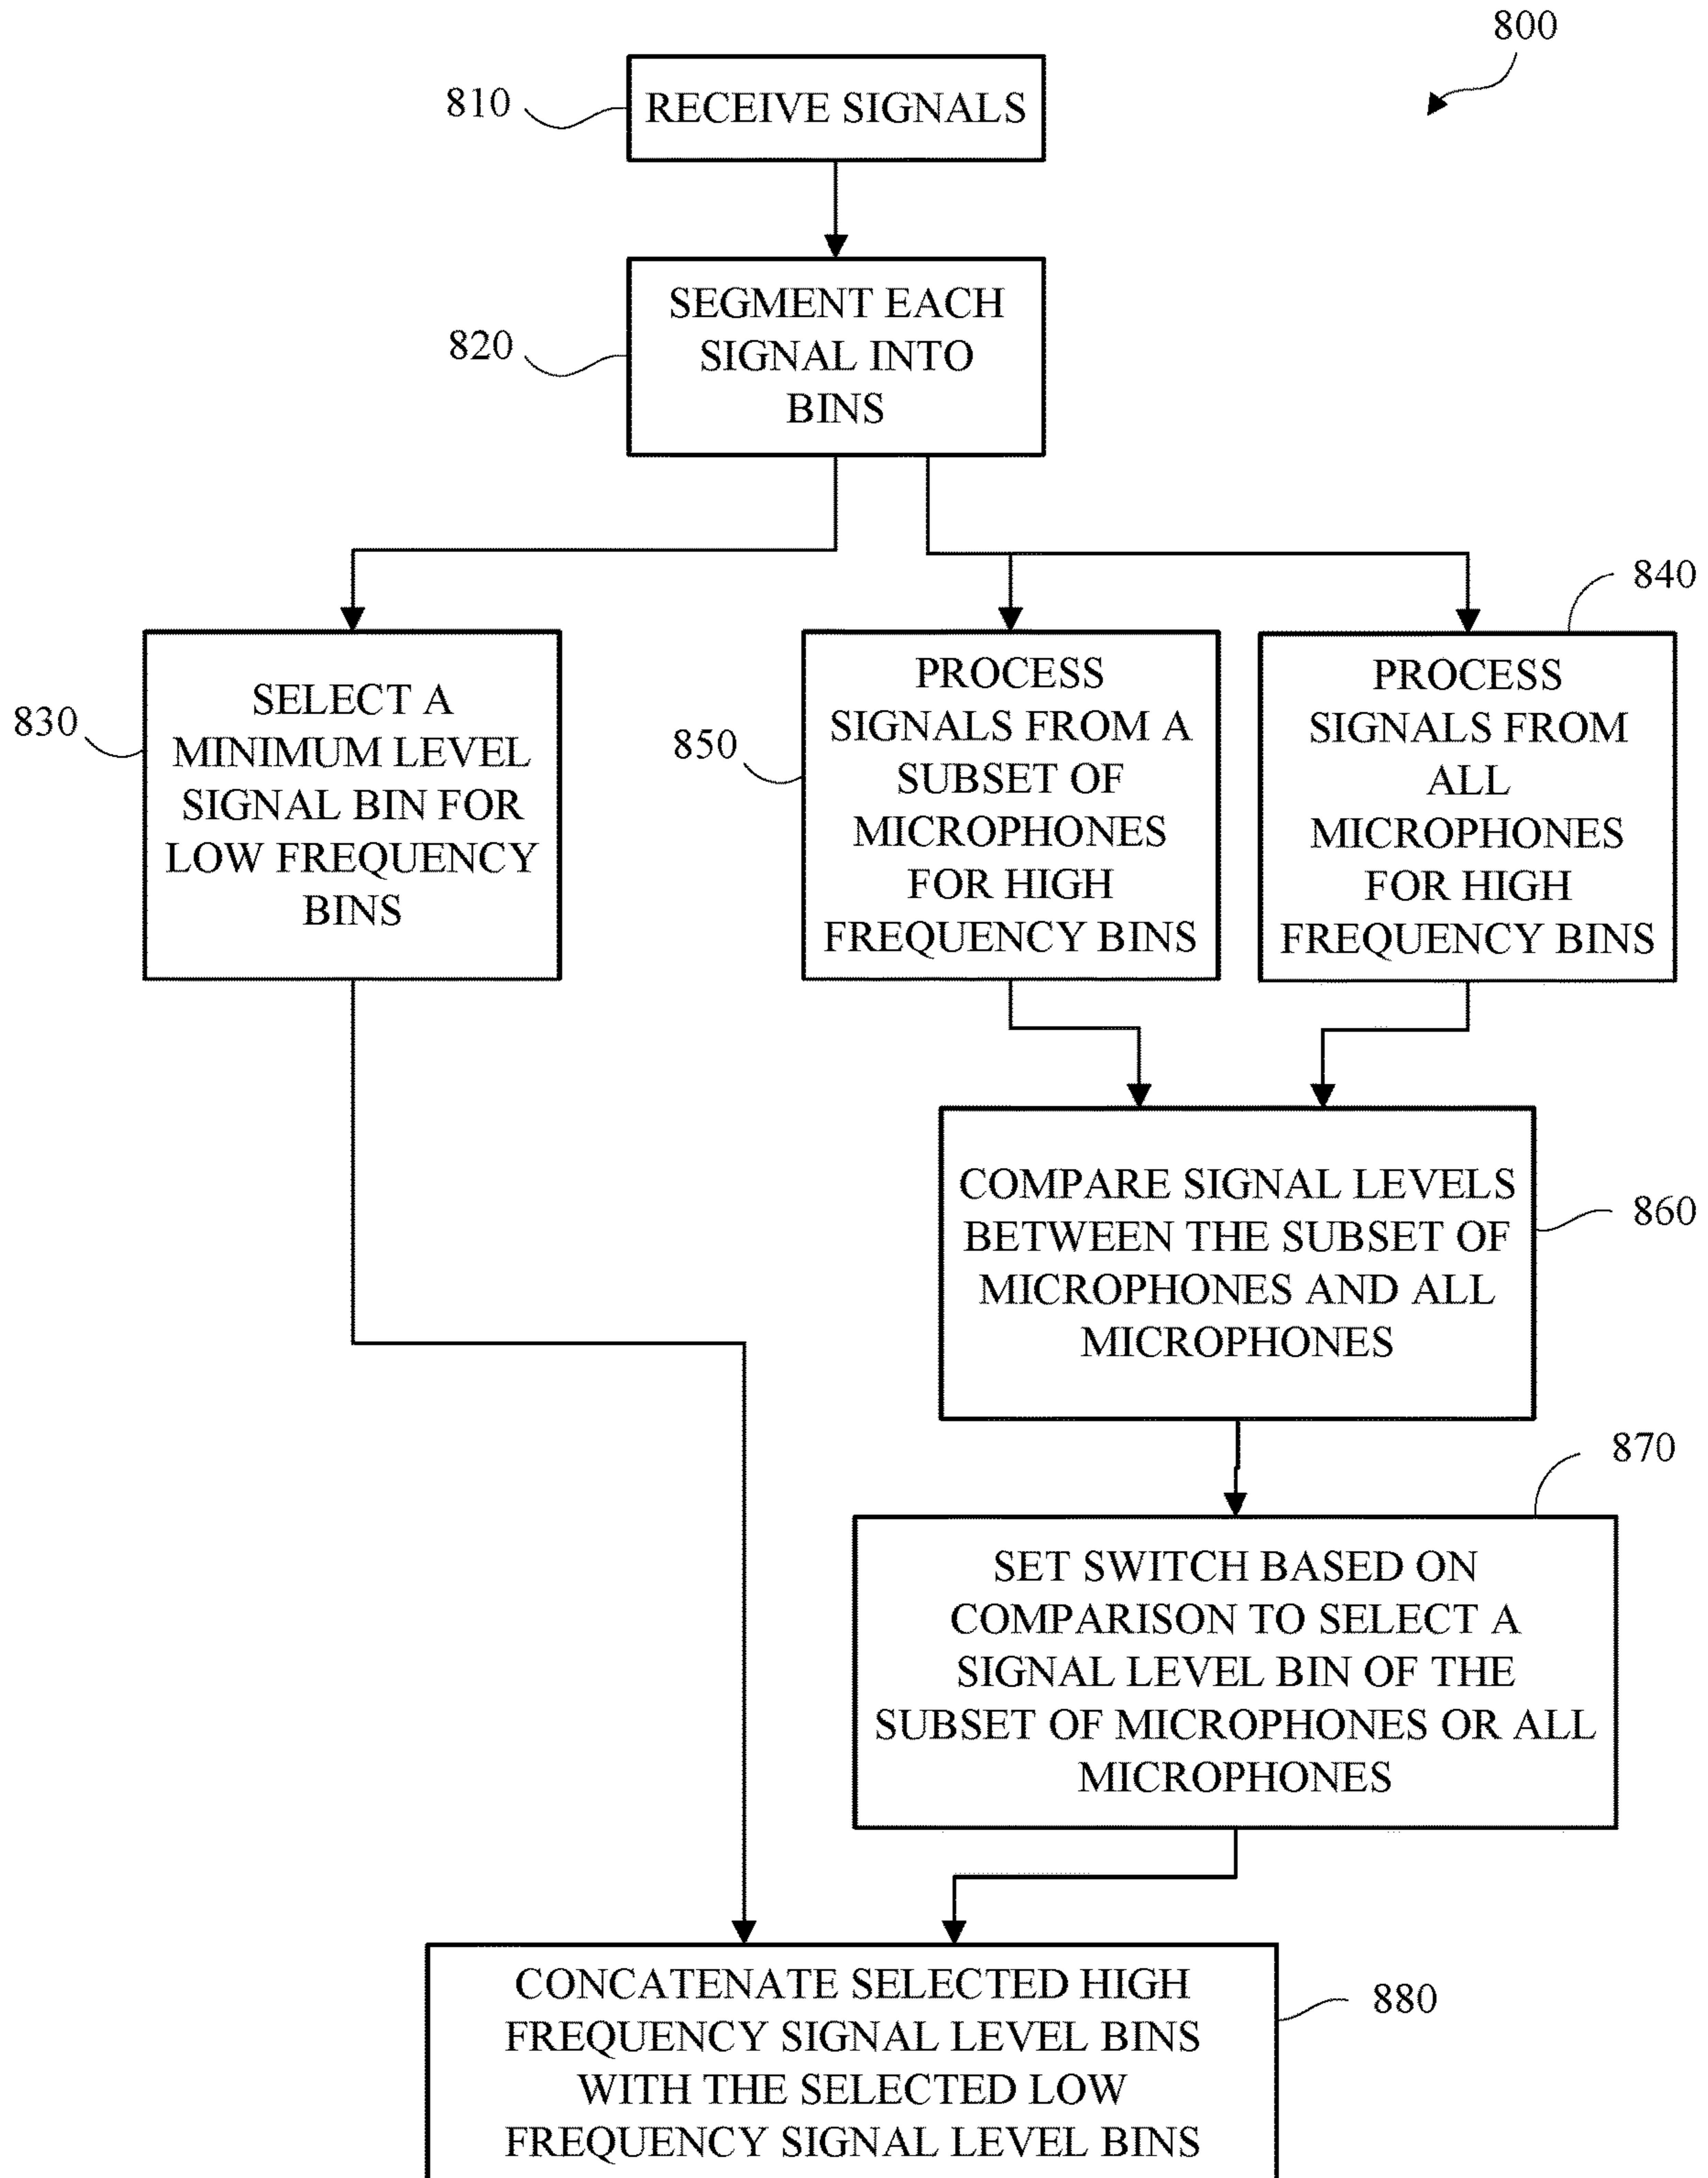 800
810
RECEIVE SIGNALS
820
SEGMENT EACH
SIGNAL INTO
BINS
830
SELECT A
MINIMUM LEVEL
SIGNAL BIN FOR
LOW FREQUENCY
BINS
850
PROCESS
SIGNALS FROM A
SUBSET OF
MICROPHONES
FOR HIGH
FREQUENCY BINS
840
PROCESS
SIGNALS FROM
ALL
MICROPHONES
FOR HIGH
FREQUENCY BINS
COMPARE SIGNAL LEVELS
BETWEEN THE SUBSET OF
MICROPHONES AND ALL
MICROPHONES
860
870
SET SWITCH BASED ON
COMPARISON TO SELECT A
SIGNAL LEVEL BIN OF THE
SUBSET OF MICROPHONES OR ALL
MICROPHONES
CONCATENATE SELECTED HIGH
FREQUENCY SIGNAL LEVEL BINS
WITH THE SELECTED LOW
FREQUENCY SIGNAL LEVEL BINS
880